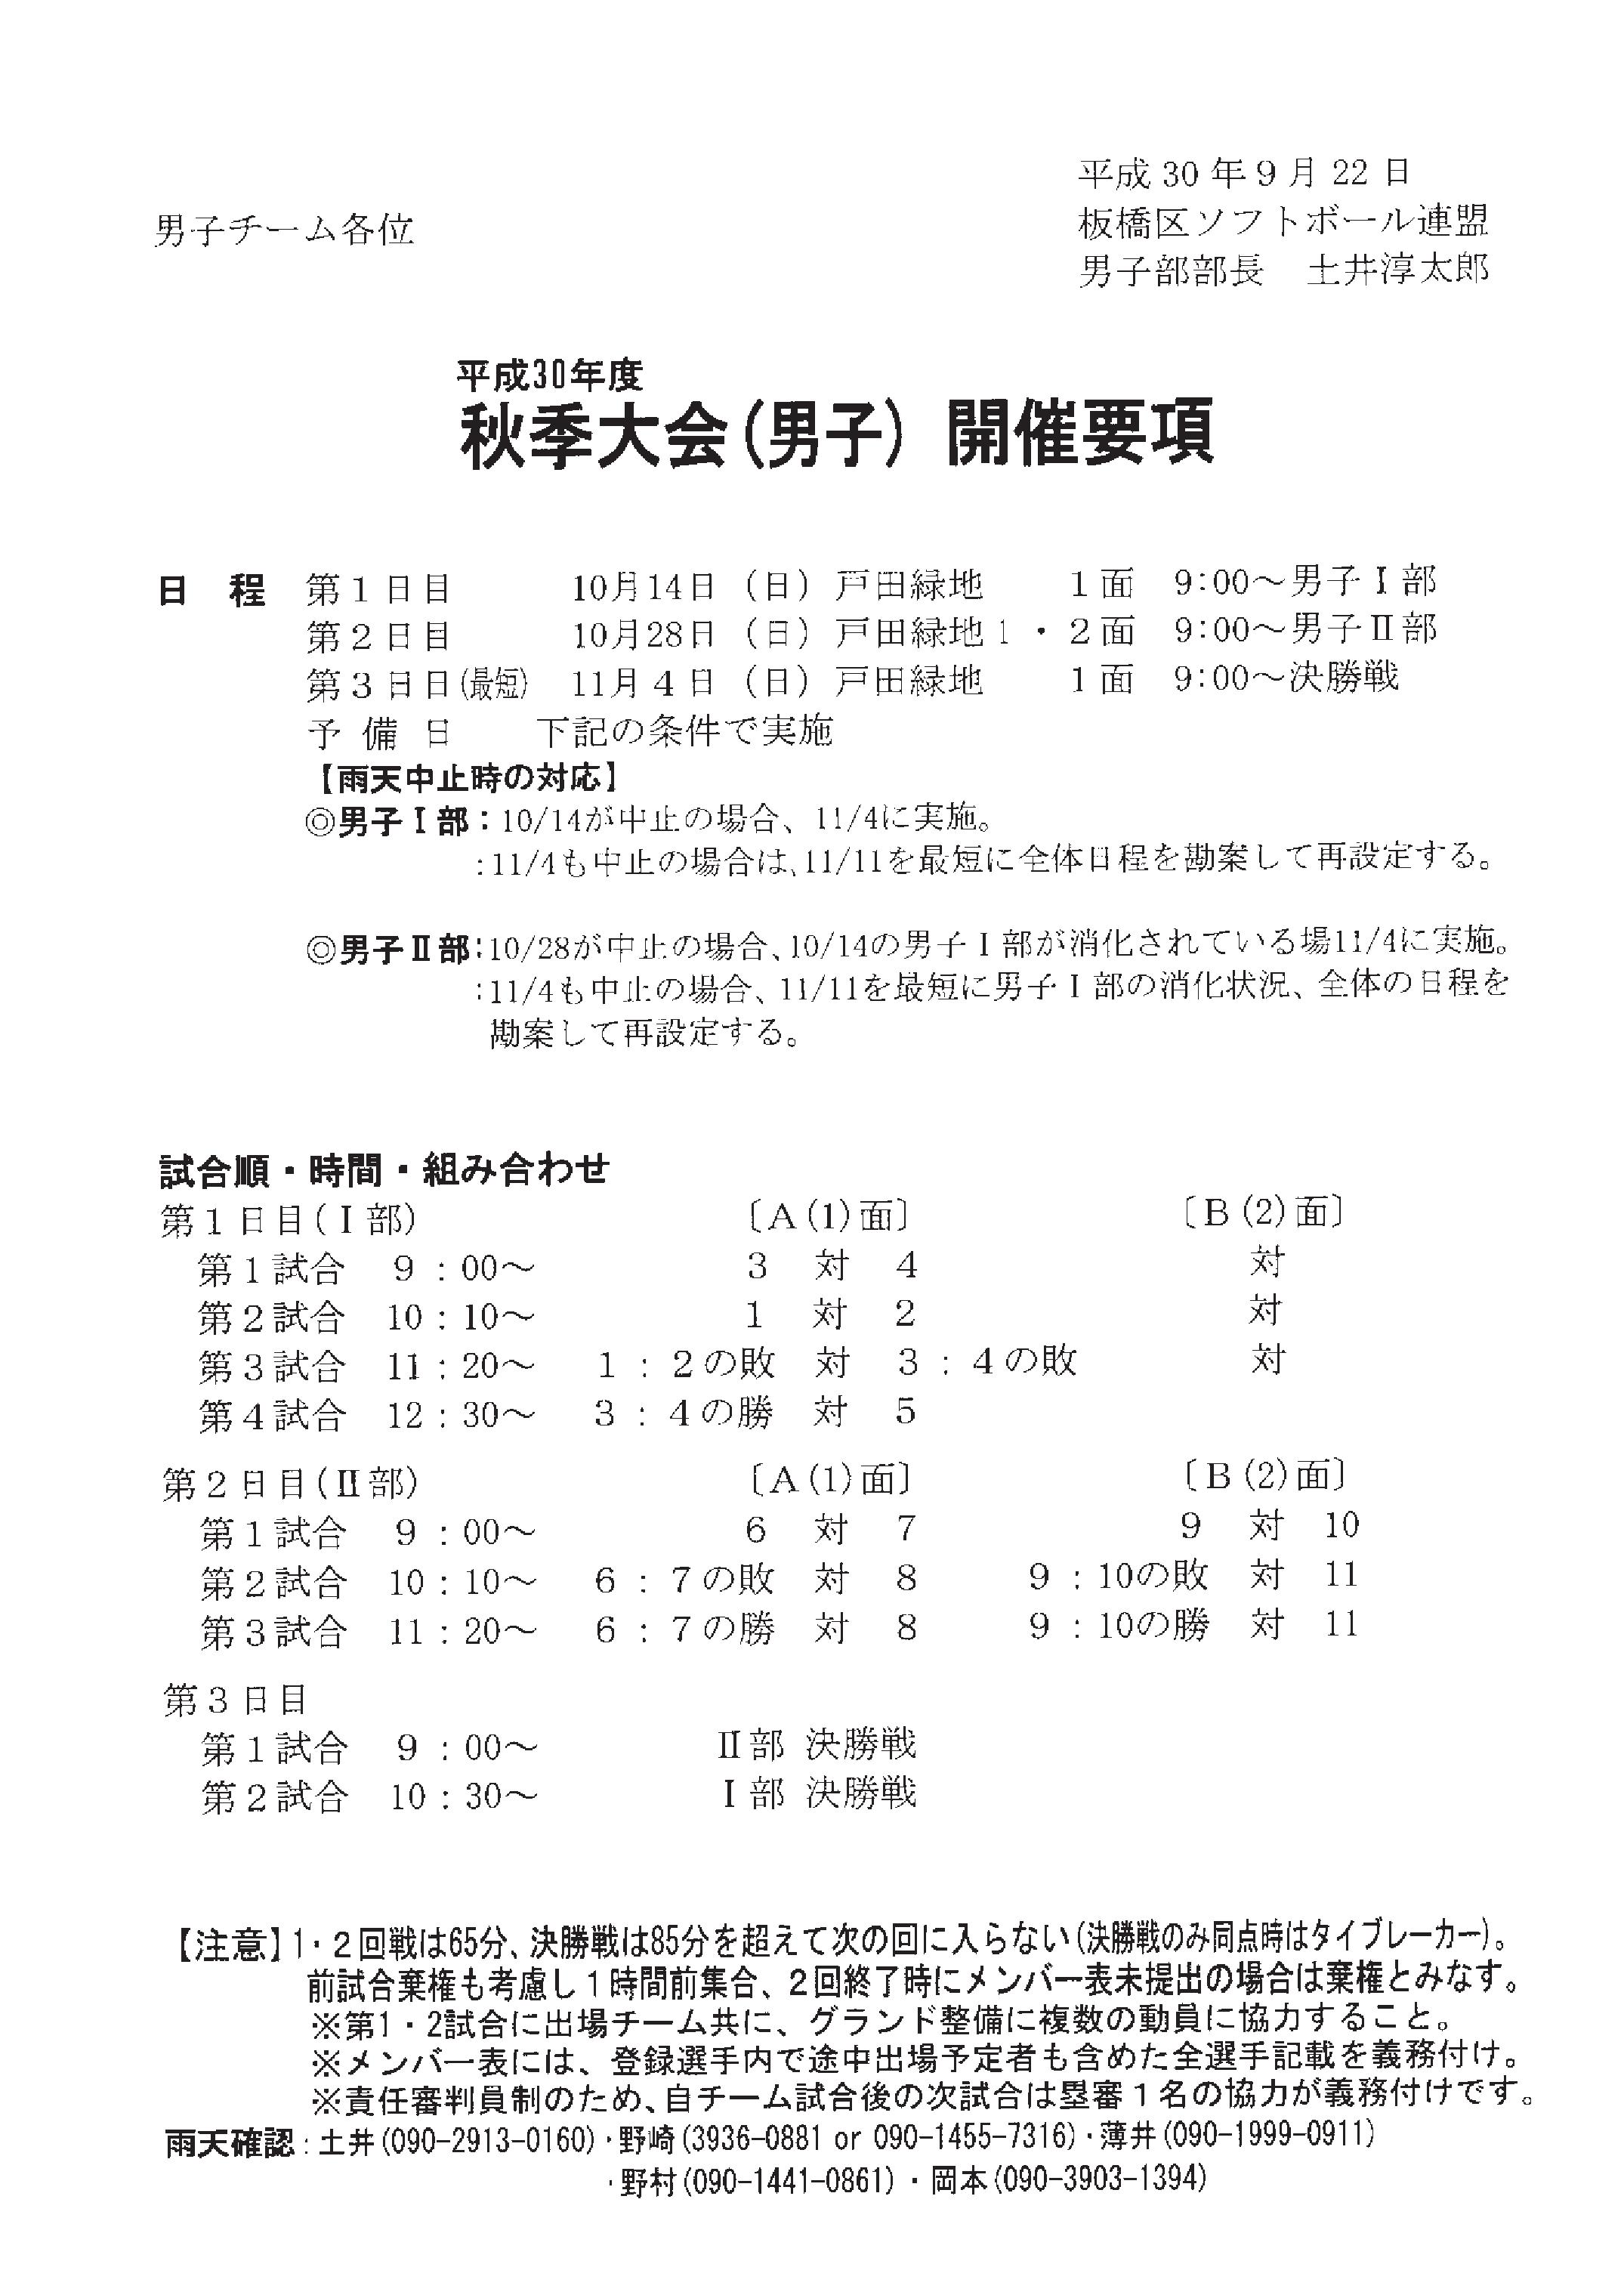 平成 30 年 9 月 22 日
男子チーム各位
板橋区ソフトボール連盟
男子部部長　土井淳太郎
平成30年度
秋季大会(男子) 開催要項
日　程　第１日目　10月14日（日）戸田緑地　１面　9:00～男子Ⅰ部
第２日目　10月28日（日）戸田緑地１・２面　9:00～男子Ⅱ部
第３日日(最短)　11月４日（日）戸田緑地　１面　9:00～決勝戦
予 備 日　下記の条件で実施
【雨天中止時の対応】
◎男子Ⅰ部：10/14が中止の場合、11/4に実施。
:11/4も中止の場合は、11/11を最短に全体日程を勘案して再設定する。
◎男子Ⅱ部:10/28が中止の場合、10/14の男子Ⅰ部が消化されている場11/4に実施。
:11/4も中止の場合、11/11を最短に男子Ⅰ部の消化状況、全体の日程を
勘案して再設定する。
試合順・時間・組み合わせ
第１日目(Ⅰ部)　〔A(1)面〕　〔B(2)面〕
第１試合　９：00～　３　対　４　対
第２試合　10：10～　１　対　２　対
第３試合　11：20～　１：２の敗　対　３：４の敗　対
第４試合　12：30～　３：４の勝　対　５
第２日目(Ⅱ部)　〔A(1)面〕　〔B(2)面〕
第１試合　９：00～　６　対　７　９　対　10
第２試合　10：10～　６：７の敗　対　８　９：10の敗　対　11
第３試合　11：20～　６：７の勝　対　８　９：10の勝　対　11
第３日目
第１試合　９：00～　Ⅱ部 決勝戦
第２試合　10：30～　Ⅰ部 決勝戦
【注意】1・２回戦は65分、決勝戦は85分を超えて次の回に入らない(決勝戦のみ同点時はタイブレーカー)。
前試合棄権も考慮し１時間前集合、２回終了時にメンバー表未提出の場合は棄権とみなす。
※第1・2試合に出場チーム共に、グランド整備に複数の動員に協力すること。
※メンバー表には、登録選手内で途中出場予定者も含めた全選手記載を義務付け。
※責任審判員制のため、自チーム試合後の次試合は塁審１名の協力が義務付けです。
雨天確認：土井(090-2913-0160)・野崎(3936-0881 or 090-1455-7316)・薄井(090-1999-0911)
・野村(090-1441-0861)・岡本(090-3903-1394)